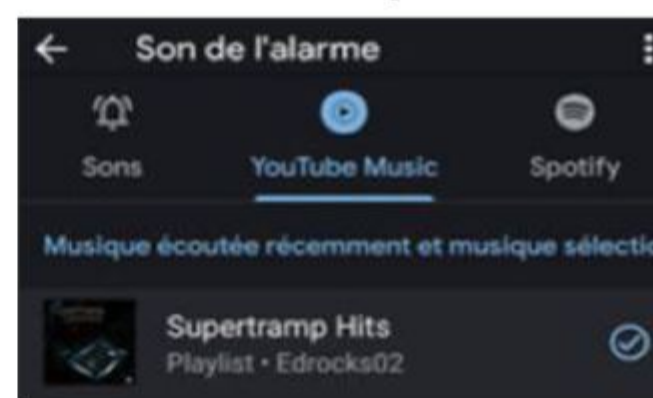 Son de l'alarme
Sons
YouTube Music
Spotify
Musique écoutée récemment et musique sélectio
Supertramp Hits
Playlist • Edrocks02